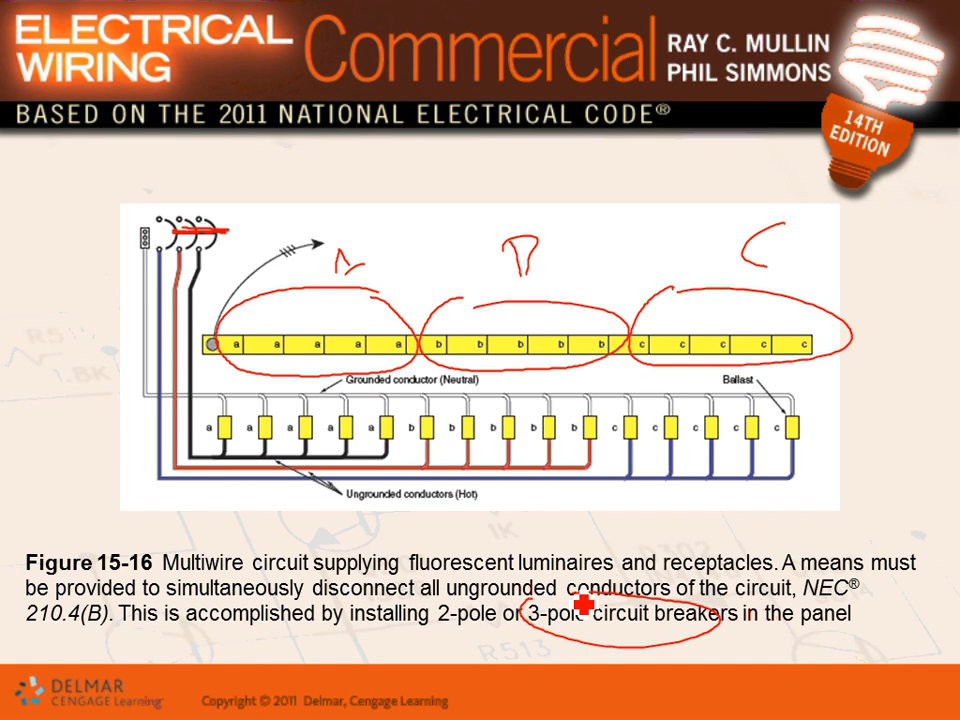 ELECTRICAL
WIRING
Commercial
RAY C. MULLIN
PHIL SIMMONS
BASED ON THE 2011 NATIONAL ELECTRICAL CODE®
14TH
EDITION
A B C
a a a a a b b b b b c c c c c
Grounded conductor (Neutral)
Ballast
a a a a a b b b b b c c c c c
Ungrounded conductors (Hot)
Figure 15-16 Multiwire circuit supplying fluorescent luminaires and receptacles. A means must
be provided to simultaneously disconnect all ungrounded conductors of the circuit, NEC®
210.4(B). This is accomplished by installing 2-pole or 3-pole circuit breakers in the panel
R513
DELMAR
CENGAGE Learning™
Copyright © 2011 Delmar, Cengage Learning